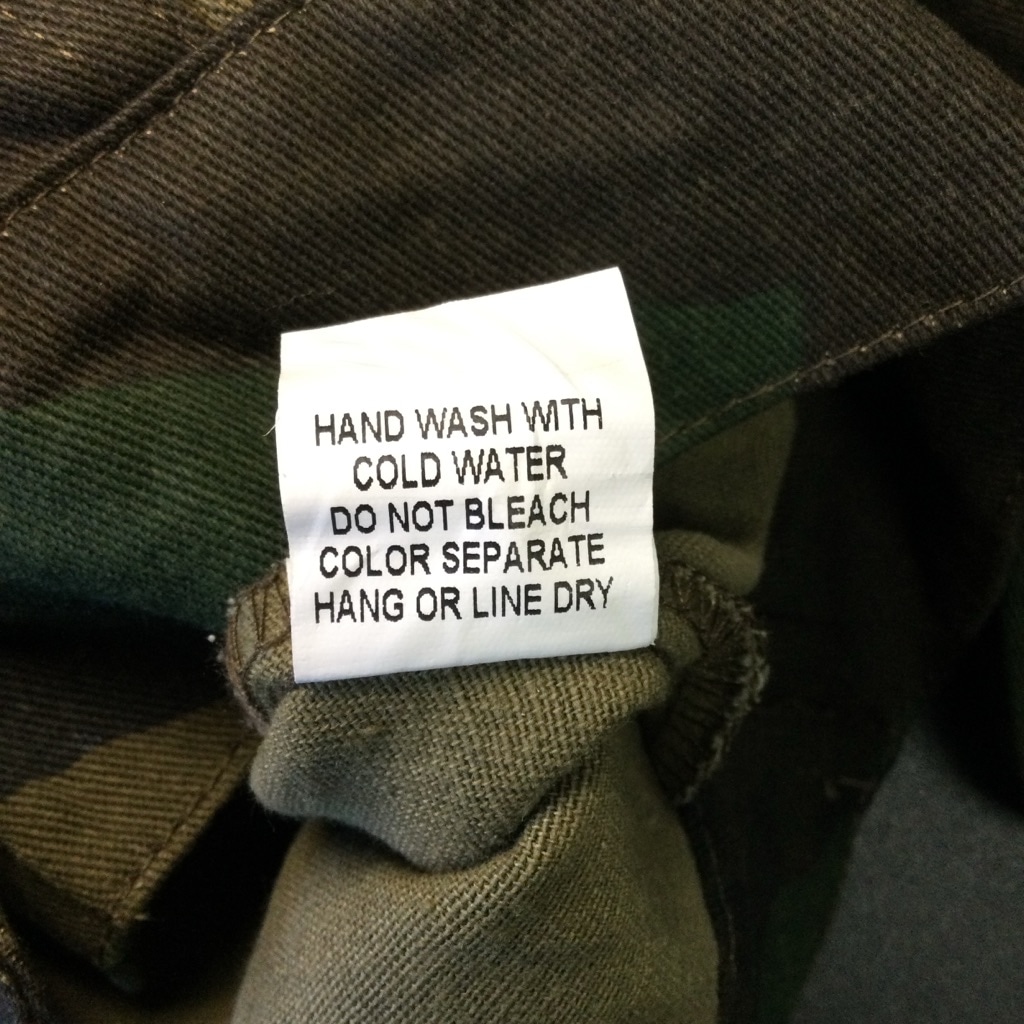 HAND WASH WITH
COLD WATER
DO NOT BLEACH
COLOR SEPARATE
HANG OR LINE DRY